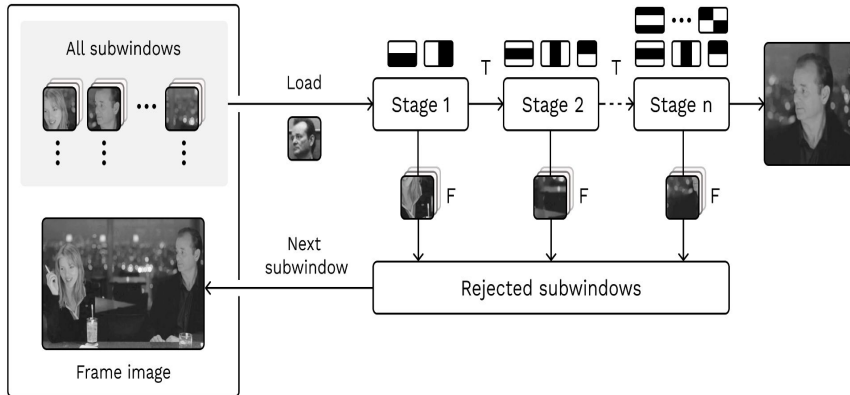 All subwindows
Load
T
T
Stage 1
Stage 2
Stage n
F
F
F
Next
subwindow
Rejected subwindows
Frame image